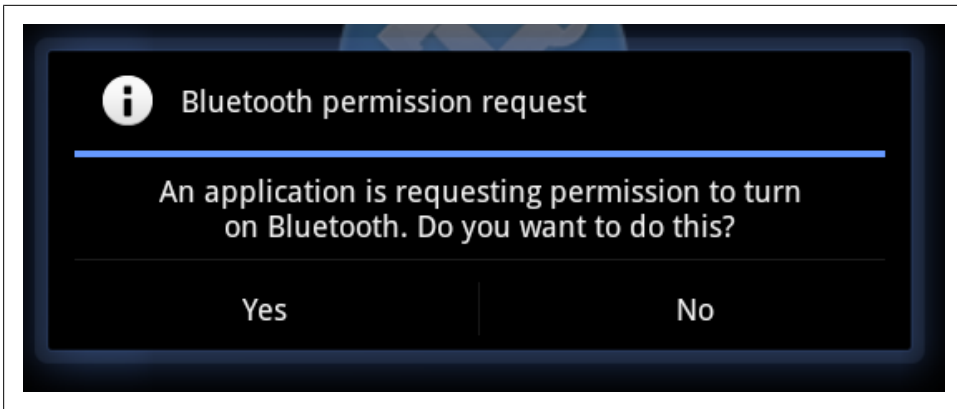 Bluetooth permission request
An application is requesting permission to turn
on Bluetooth. Do you want to do this?
Yes
No